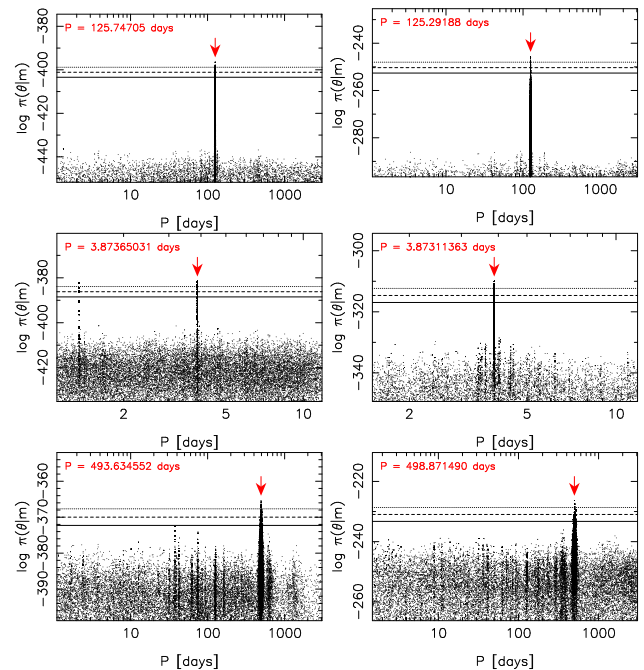 P = 125.74705 days
log π(θ|m)
−380
−400
−420
−440
10 100 1000
P [days]
P = 125.29188 days
log π(θ|m)
−240
−260
−280
10 100 1000
P [days]
P = 3.87365031 days
log π(θ|m)
−380
−400
−420
2 5 10
P [days]
P = 3.87311363 days
log π(θ|m)
−300
−320
−340
2 5 10
P [days]
P = 493.634552 days
log π(θ|m)
−360
−370
−380
−390
−400
10 100 1000
P [days]
P = 498.871490 days
log π(θ|m)
−220
−240
−260
10 100 1000
P [days]